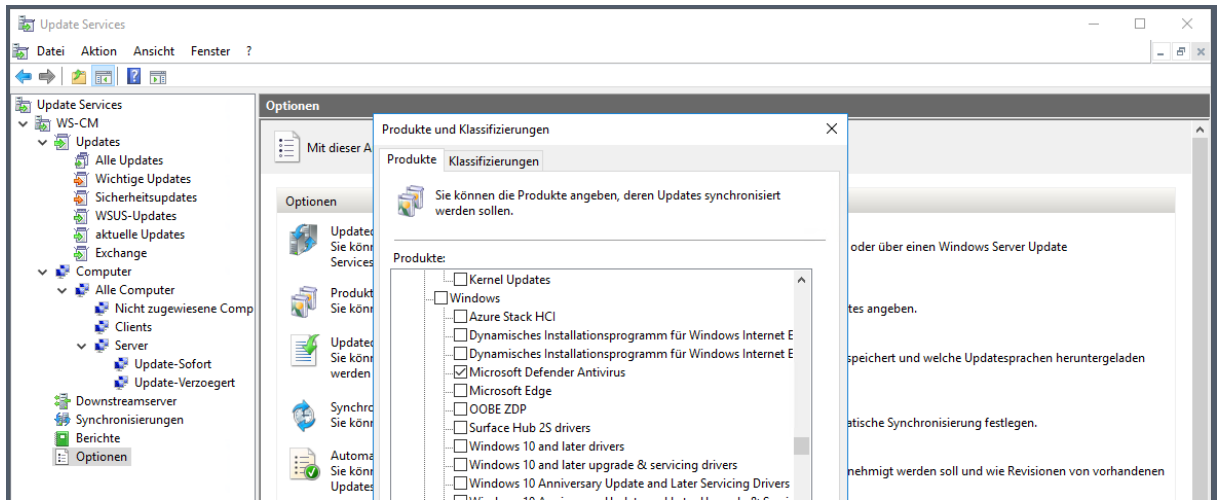 Update Services
Datei Aktion Ansicht Fenster ?
Update Services
WS-CM
Updates
Alle Updates
Wichtige Updates
Sicherheitsupdates
WSUS-Updates
aktuelle Updates
Exchange
Computer
Alle Computer
Nicht zugewiesene Comp
Clients
Server
Update-Sofort
Update-Verzoegert
Downstreamserver
Synchronisierungen
Berichte
Optionen
Optionen
Mit dieser A
Optionen
Updatec
Sie könr
Services
Produkt
Sie könr
Updatec
Sie könr
werden
Synchro
Sie könr
Automa
Sie könr
Updates
Produkte und Klassifizierungen
Produkte Klassifizierungen
Sie können die Produkte angeben, deren Updates synchronisiert
werden sollen.
Produkte:
Kernel Updates
Windows
Azure Stack HCI
Dynamisches Installationsprogramm für Windows Internet E
Dynamisches Installationsprogramm für Windows Internet E
Microsoft Defender Antivirus
Microsoft Edge
OOBE ZDP
Surface Hub 2S drivers
Windows 10 and later drivers
Windows 10 and later upgrade & servicing drivers
Windows 10 Anniversary Update and Later Servicing Drivers
oder über einen Windows Server Update
tes angeben.
speichert und welche Updatesprachen heruntergeladen
atische Synchronisierung festlegen.
nehmigt werden soll und wie Revisionen von vorhandenen